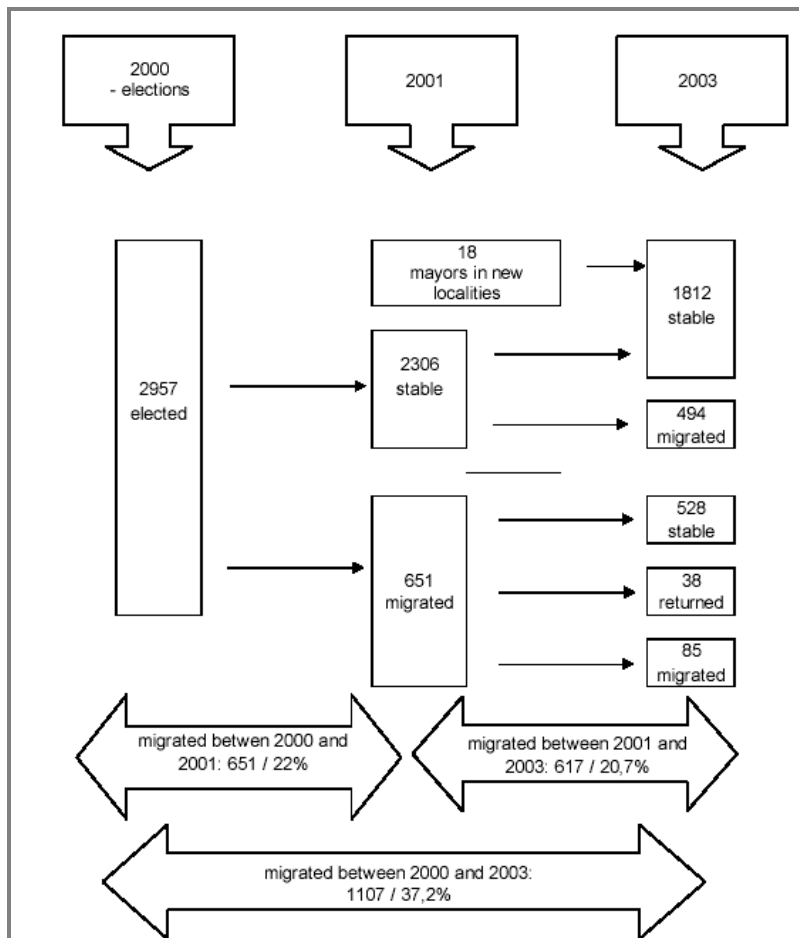 2000
- elections
2001
2003
18
mayors in new
localities
1812
stable
2306
stable
2957
elected
494
migrated
528
stable
651
migrated
38
returned
85
migrated
migrated betwen 2000 and
2001: 651 / 22%
migrated between 2001 and
2003: 617 / 20,7%
migrated between 2000 and 2003:
1107 / 37,2%